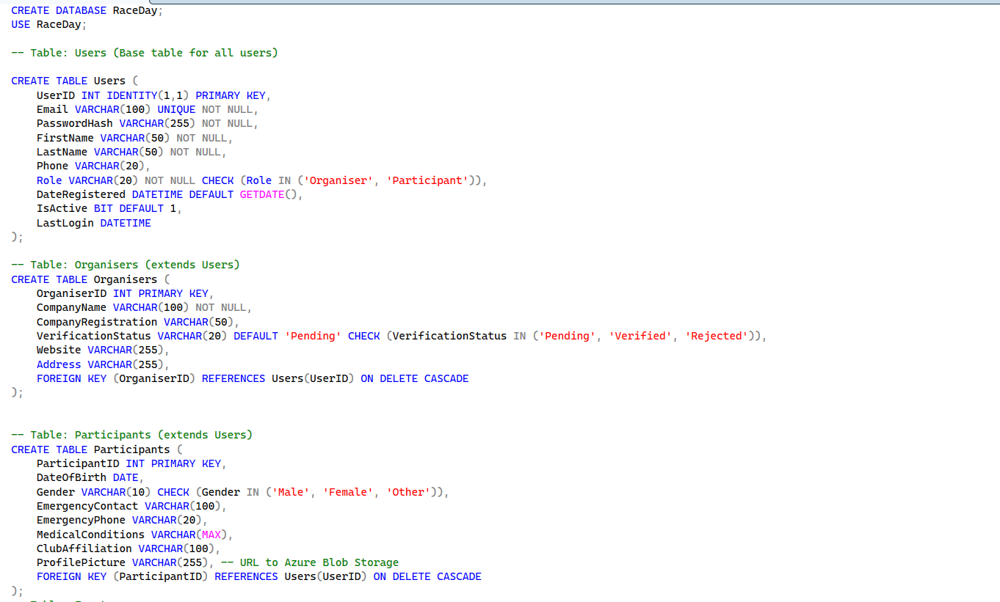 CREATE DATABASE RaceDay;
USE RaceDay;
-- Table: Users (Base table for all users)
CREATE TABLE Users (
    UserID INT IDENTITY(1,1) PRIMARY KEY,
    Email VARCHAR(100) UNIQUE NOT NULL,
    PasswordHash VARCHAR(255) NOT NULL,
    FirstName VARCHAR(50) NOT NULL,
    LastName VARCHAR(50) NOT NULL,
    Phone VARCHAR(20),
    Role VARCHAR(20) NOT NULL CHECK (Role IN ('Organiser', 'Participant')),
    DateRegistered DATETIME DEFAULT GETDATE(),
    IsActive BIT DEFAULT 1,
    LastLogin DATETIME
);
-- Table: Organisers (extends Users)
CREATE TABLE Organisers (
    OrganiserID INT PRIMARY KEY,
    CompanyName VARCHAR(100) NOT NULL,
    CompanyRegistration VARCHAR(50),
    VerificationStatus VARCHAR(20) DEFAULT 'Pending' CHECK (VerificationStatus IN ('Pending', 'Verified', 'Rejected')),
    Website VARCHAR(255),
    Address VARCHAR(255),
    FOREIGN KEY (OrganiserID) REFERENCES Users(UserID) ON DELETE CASCADE
);
-- Table: Participants (extends Users)
CREATE TABLE Participants (
    ParticipantID INT PRIMARY KEY,
    DateOfBirth DATE,
    Gender VARCHAR(10) CHECK (Gender IN ('Male', 'Female', 'Other')),
    EmergencyContact VARCHAR(100),
    EmergencyPhone VARCHAR(20),
    MedicalConditions VARCHAR(MAX),
    ClubAffiliation VARCHAR(100),
    ProfilePicture VARCHAR(255), -- URL to Azure Blob Storage
    FOREIGN KEY (ParticipantID) REFERENCES Users(UserID) ON DELETE CASCADE
);